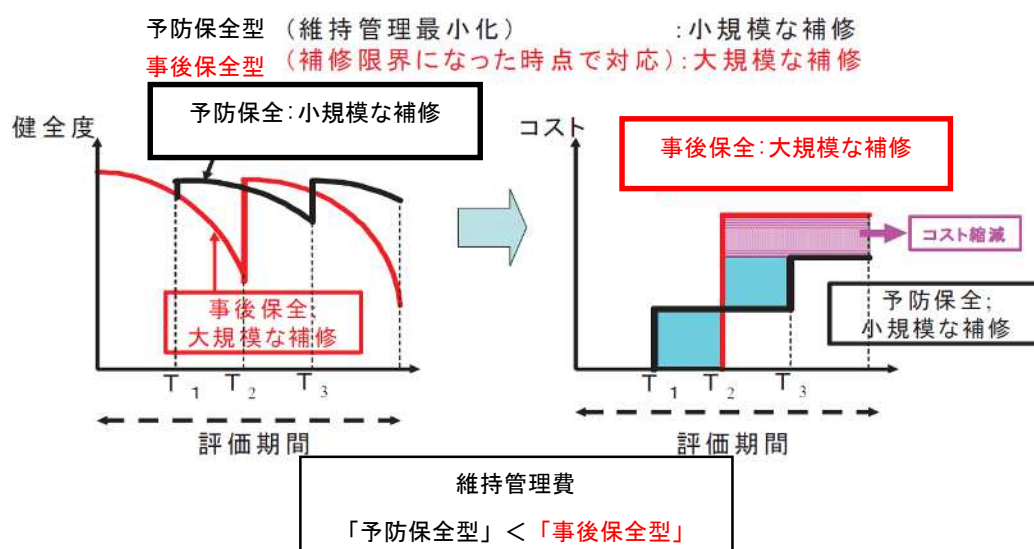 予防保全型 (維持管理最小化) :小規模な補修
事後保全型 (補修限界になった時点で対応):大規模な補修
予防保全:小規模な補修
健全度
事後保全、
大規模な補修
T1 T2 T3
評価期間
コスト
事後保全:大規模な補修
コスト縮減
予防保全;
小規模な補修
T1 T2 T3
評価期間
維持管理費
「予防保全型」<「事後保全型」